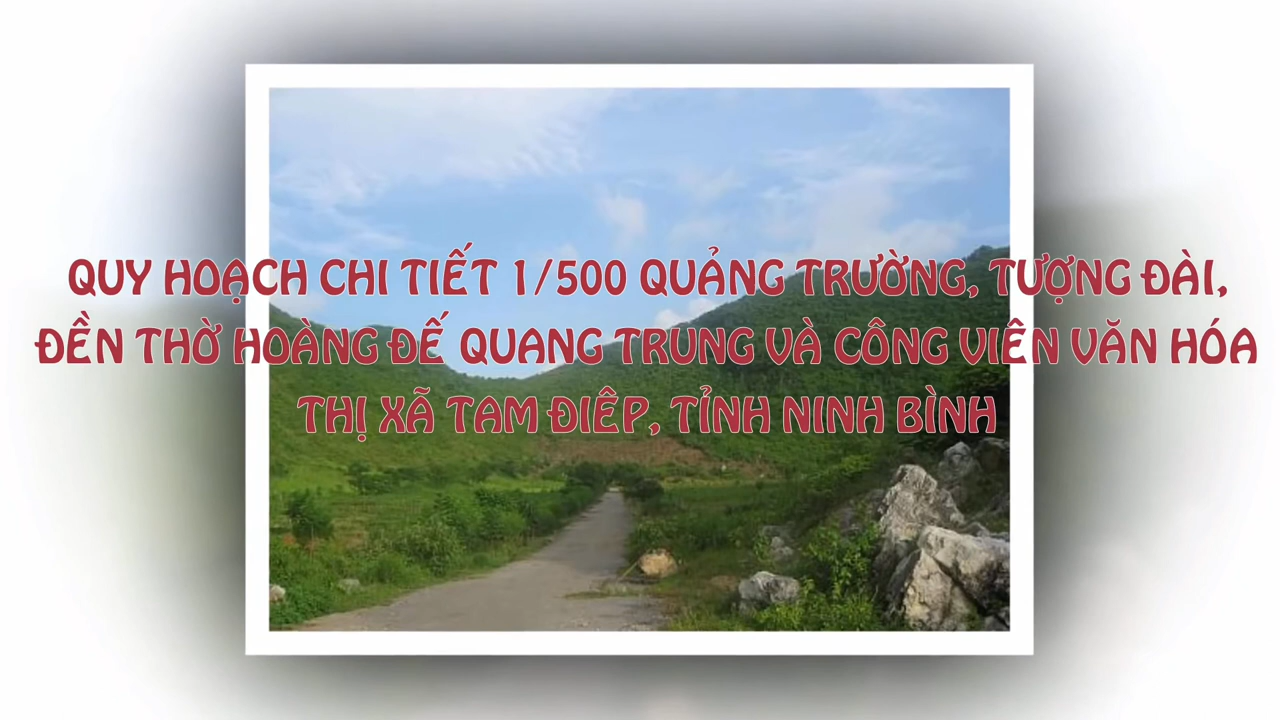 QUY HOẠCH CHI TIẾT 1/500 QUẢNG TRƯỜNG, TƯỢNG ĐÀI,
ĐỀN THỜ HOÀNG ĐẾ QUANG TRUNG VÀ CÔNG VIÊN VĂN HÓA
THỊ XÃ TAM ĐIÊP, TỈNH NINH BÌNH